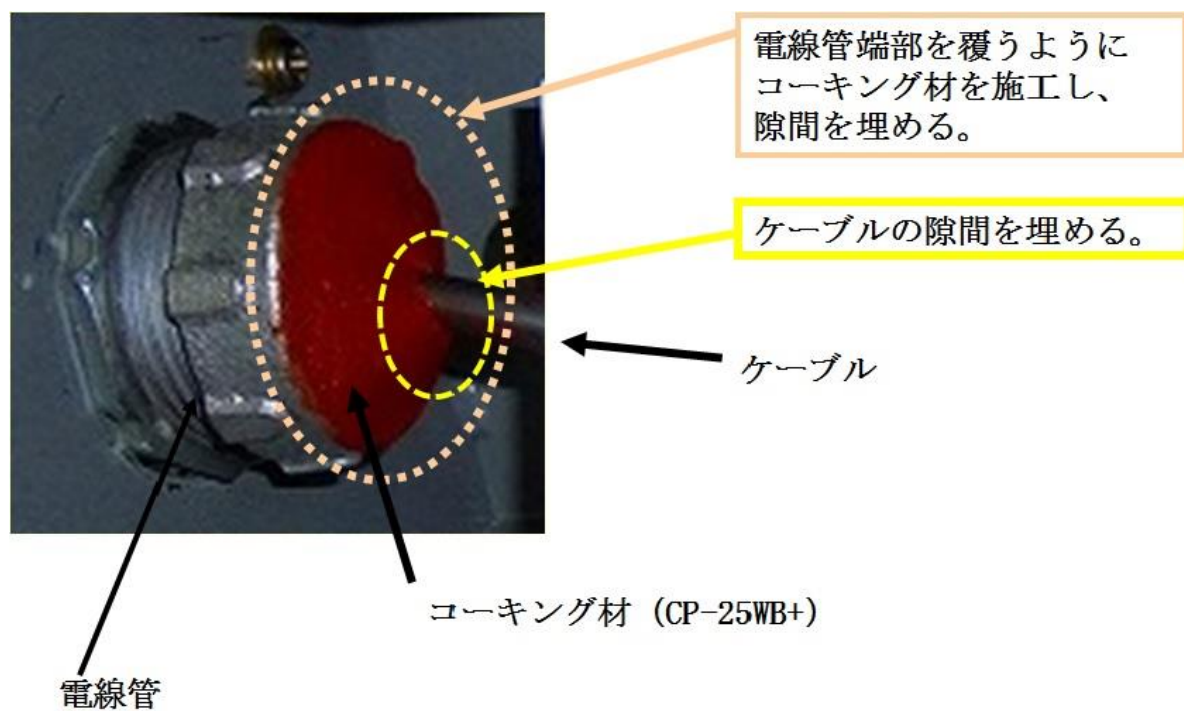 電線管端部を覆うように
コーキング材を施工し、
隙間を埋める。
ケーブルの隙間を埋める。
ケーブル
コーキング材（CP-25WB+）
電線管